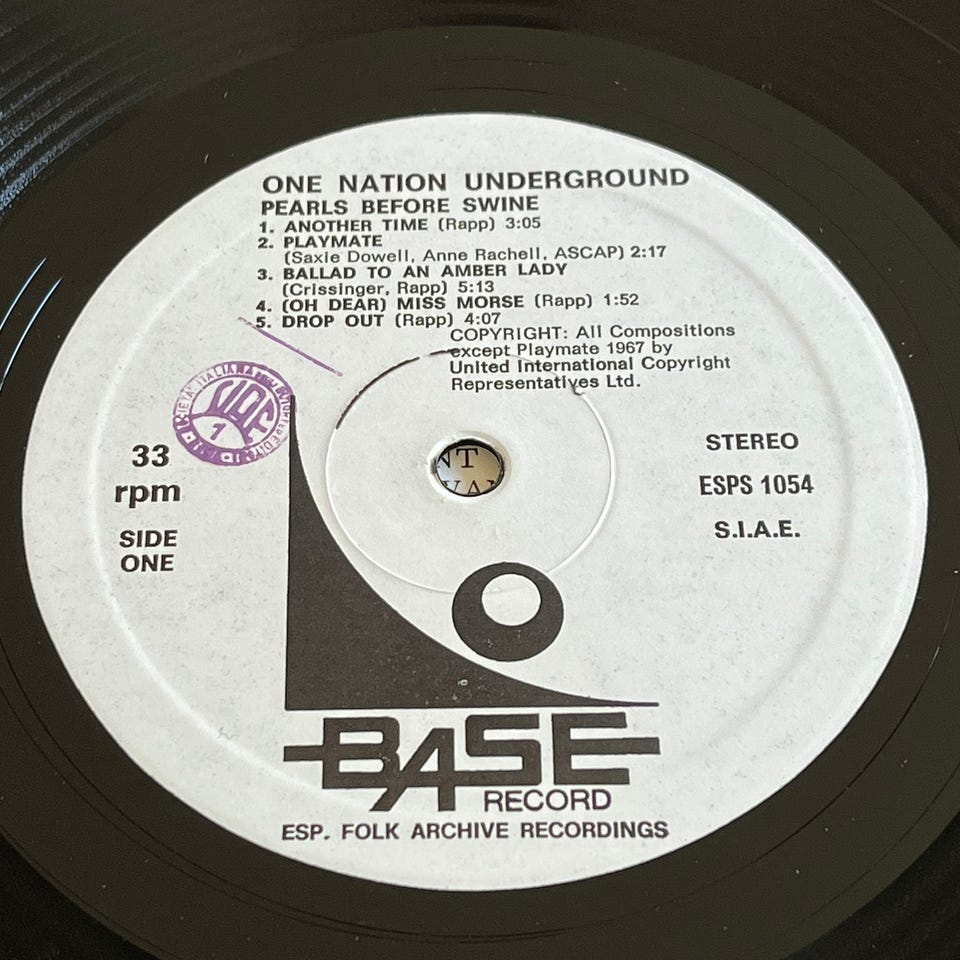 ONE NATION UNDERGROUND
PEARLS BEFORE SWINE
1. ANOTHER TIME (Rapp) 3:05
2. PLAYMATE
(Saxie Dowell, Anne Rachell, ASCAP) 2:17
3. BALLAD TO AN AMBER LADY
(Crissinger, Rapp) 5:13
4. (OH DEAR) MISS MORSE (Rapp) 1:52
5. DROP OUT (Rapp) 4:07
COPYRIGHT: All Compositions
except Playmate 1967 by
United International Copyright
Representatives Ltd.
SIAE
1
33
rpm
SIDE
ONE
STEREO
ESPS 1054
S.I.A.E.
NT
BASE
RECORD
ESP. FOLK ARCHIVE RECORDINGS